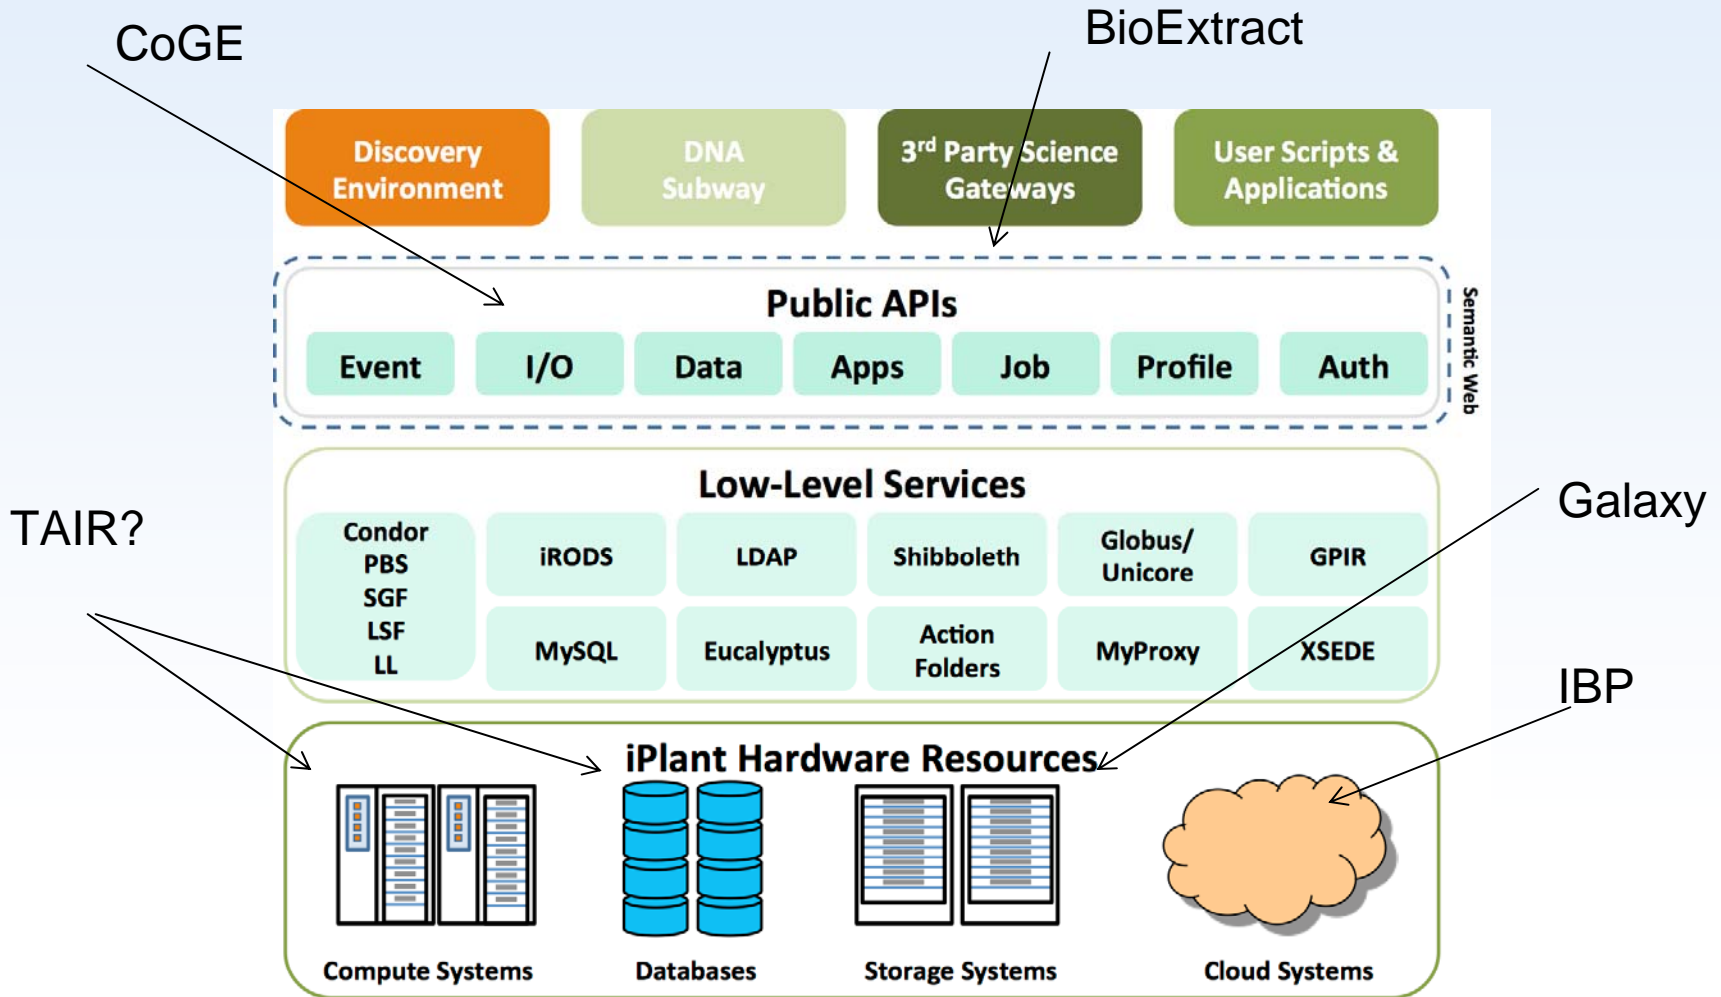 CoGE
BioExtract
Discovery
Environment
DNA
Subway
3rd Party Science
Gateways
User Scripts &
Applications
Public APIs
Event
I/O
Data
Apps
Job
Profile
Auth
Semantic Web
Low-Level Services
Condor
PBS
SGF
LSF
LL
iRODS
LDAP
Shibboleth
Globus/
Unicore
GPIR
MySQL
Eucalyptus
Action
Folders
MyProxy
XSEDE
TAIR?
Galaxy
IBP
iPlant Hardware Resources
Compute Systems
Databases
Storage Systems
Cloud Systems